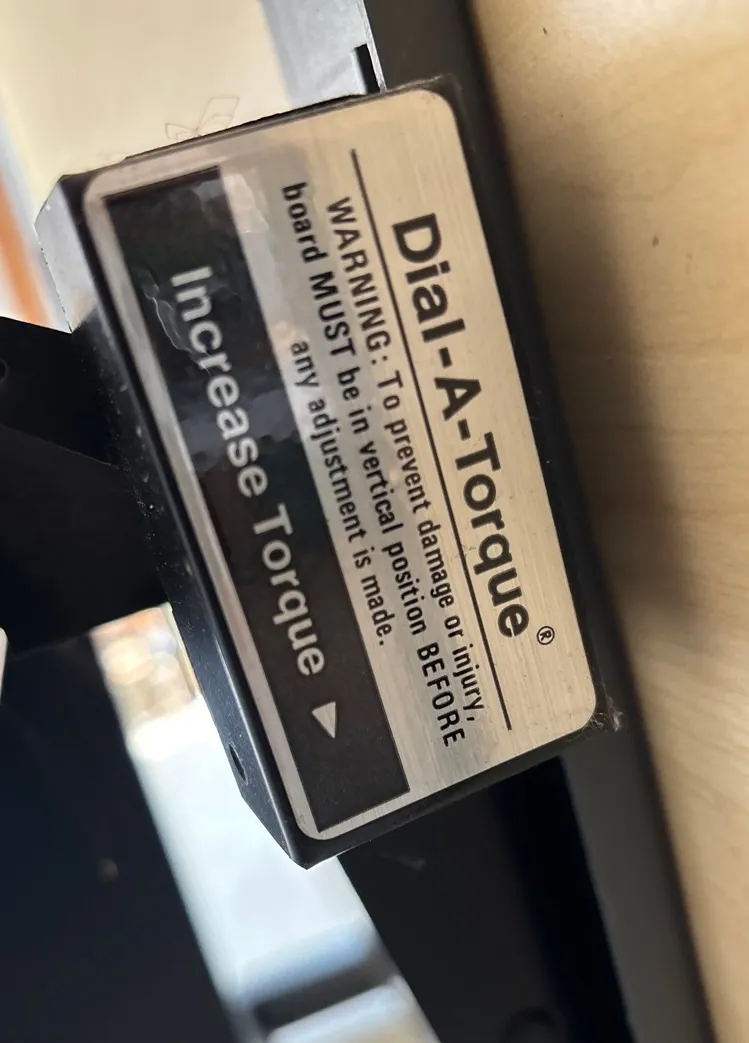 Dial-A-Torque®
WARNING: To prevent damage or injury,
board MUST be in vertical position BEFORE
any adjustment is made.
Increase Torque ▶